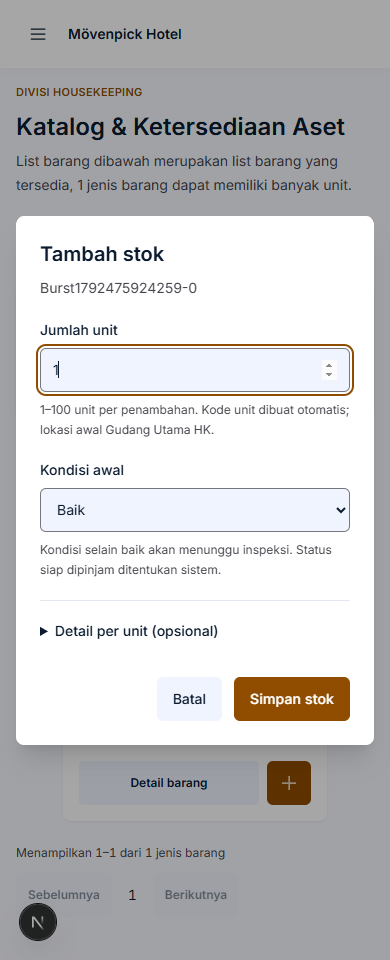 Mövenpick Hotel
DIVISI HOUSEKEEPING
Katalog & Ketersediaan Aset
List barang dibawah merupakan list barang yang
tersedia, 1 jenis barang dapat memiliki banyak unit.
Tambah stok
Burst1792475924259-0
Jumlah unit
1
1–100 unit per penambahan. Kode unit dibuat otomatis;
lokasi awal Gudang Utama HK.
Kondisi awal
Baik
Kondisi selain baik akan menunggu inspeksi. Status
siap dipinjam ditentukan sistem.
Detail per unit (opsional)
Batal
Simpan stok
Detail barang
Menampilkan 1–1 dari 1 jenis barang
Sebelumnya
1
Berikutnya
N